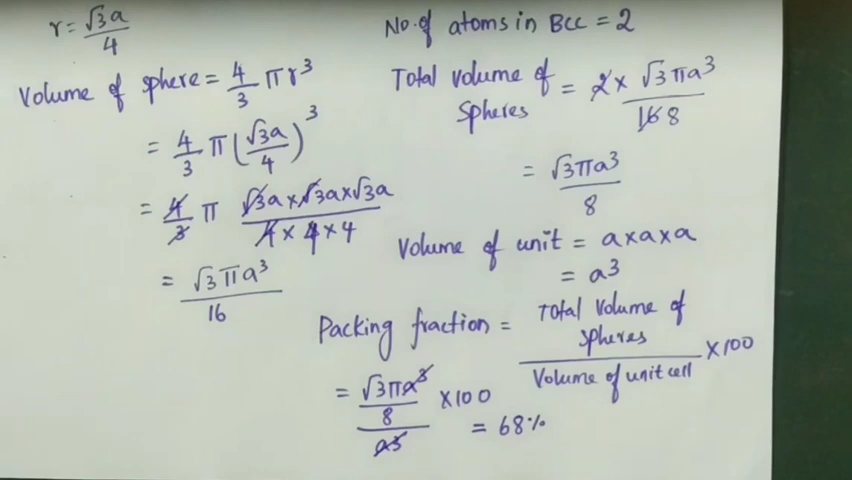 r = √3a/4
Volume of sphere = 4/3 πr³
= 4/3 π (√3a/4)³
= 4/3 π √3a×√3a×√3a / 4×4×4
= √3πa³/16
No. of atoms in Bcc = 2
Total volume of Spheres = 2 × √3πa³ / 16 8
= √3πa³/8
Volume of unit = a×a×a
= a³
Packing fraction = Total Volume of spheres / Volume of unit cell ×100
= √3πa³/8 / a³ ×100
= 68%